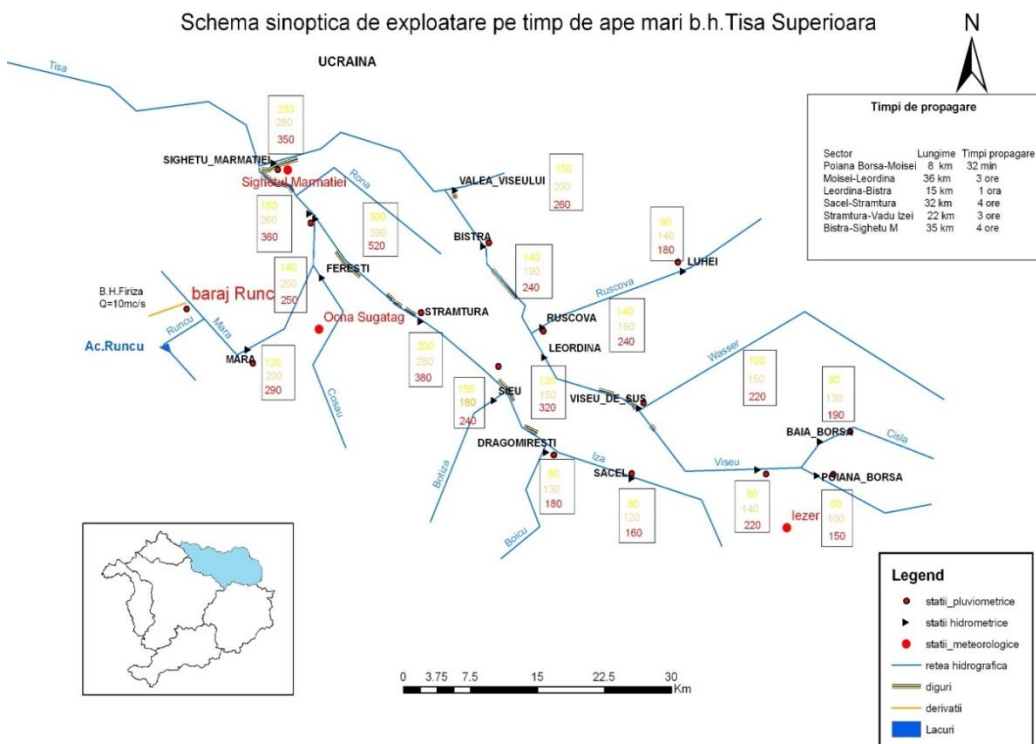 Schema sinoptica de exploatare pe timp de ape mari b.h.Tisa Superioara
N
UCRAINA
Tisa
Timpi de propagare
Sector Lungime Timpi propagare
Poiana Borsa-Moisei 8 km 32 min
Moisei-Leordina 36 km 3 ore
Leordina-Bistra 15 km 1 ora
Sacel-Stramtura 32 km 4 ore
Stramtura-Vadu Izei 22 km 3 ore
Bistra-Sighetu M 35 km 4 ore
230
280
350
SIGHETU_MARMATIEI
Sighetul Marmatiei
Rona
VALEA_VISEULUI
150
200
260
180
260
360
300
390
520
BISTRA
90
140
180
LUHEI
140
190
240
Ruscova
FERESTI
140
200
250
B.H.Firiza
Q=10mc/s
baraj Runc
Runcu
Mara
Ac.Runcu
Ocna Sugatag
STRAMTURA
RUSCOVA
140
190
240
LEORDINA
Wasser
MARA
120
200
290
Cosau
200
280
380
150
180
240
SIEU
120
150
320
VISEU_DE_SUS
100
150
220
80
130
190
BAIA_BORSA
Cisla
DRAGOMIRESTI
Iza
Botiza
SACEL
Viseu
POIANA_BORSA
80
130
180
80
120
160
80
140
220
60
100
150
Iezer
Boicu
Legend
statii_pluviometrice
statii hidrometrice
statii_meteorologice
retea hidrografica
diguri
derivatii
Lacuri
0 3.75 7.5 15 22.5 30
Km